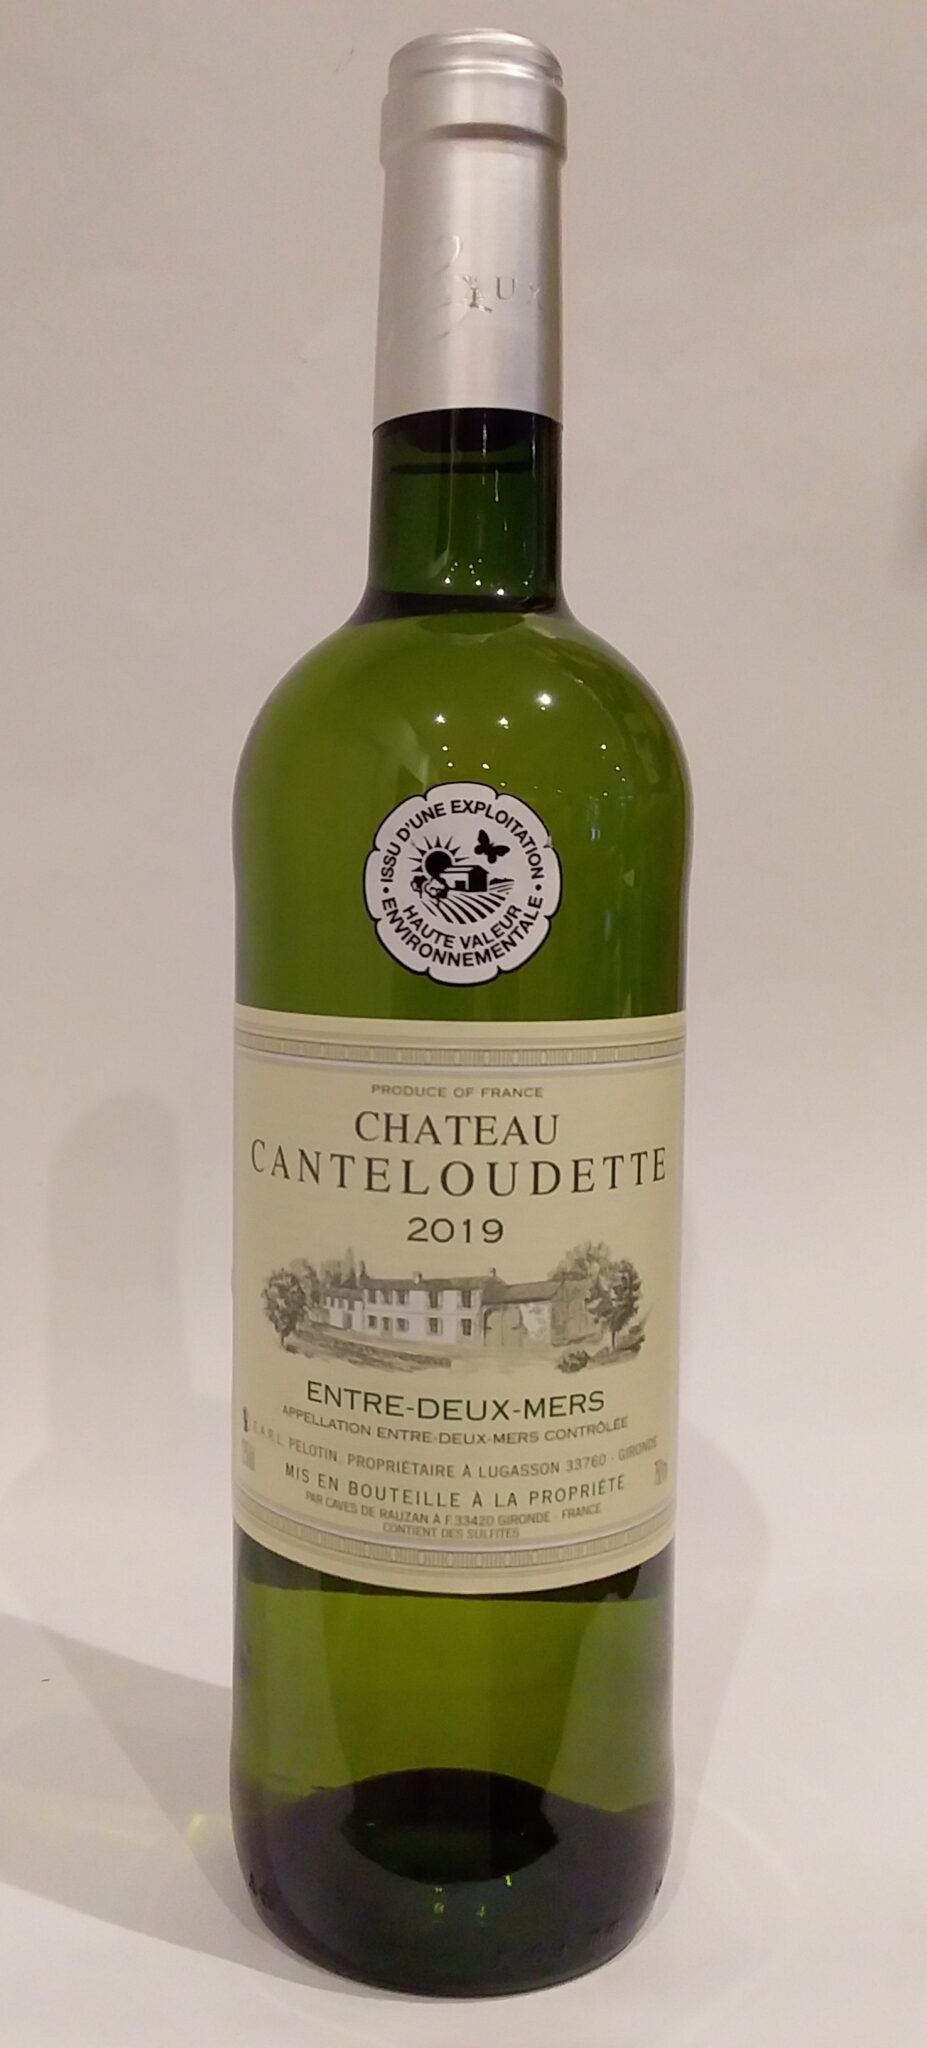 ISSU D'UNE EXPLOITATION
HAUTE VALEUR
ENVIRONNEMENTALE
PRODUCE OF FRANCE
CHATEAU
CANTELOUDETTE
2019
ENTRE-DEUX-MERS
APPELLATION ENTRE-DEUX-MERS CONTRÔLÉE
E.A.R.L. PELOTIN, PROPRIÉTAIRE À LUGASSON 33760 - GIRONDE
MIS EN BOUTEILLE À LA PROPRIÉTÉ
PAR CAVES DE RAUZAN À F.33420 GIRONDE - FRANCE
CONTIENT DES SULFITES